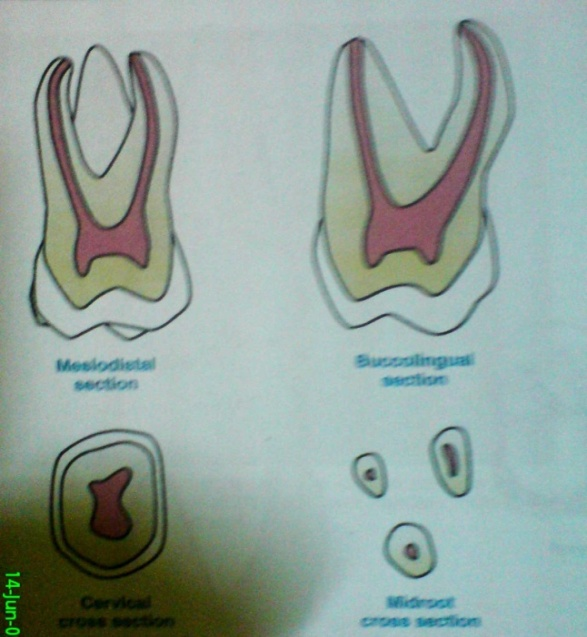 Mesiodistal
section
Buccolingual
section
Cervical
cross section
Midroot
cross section
14-Jun-0